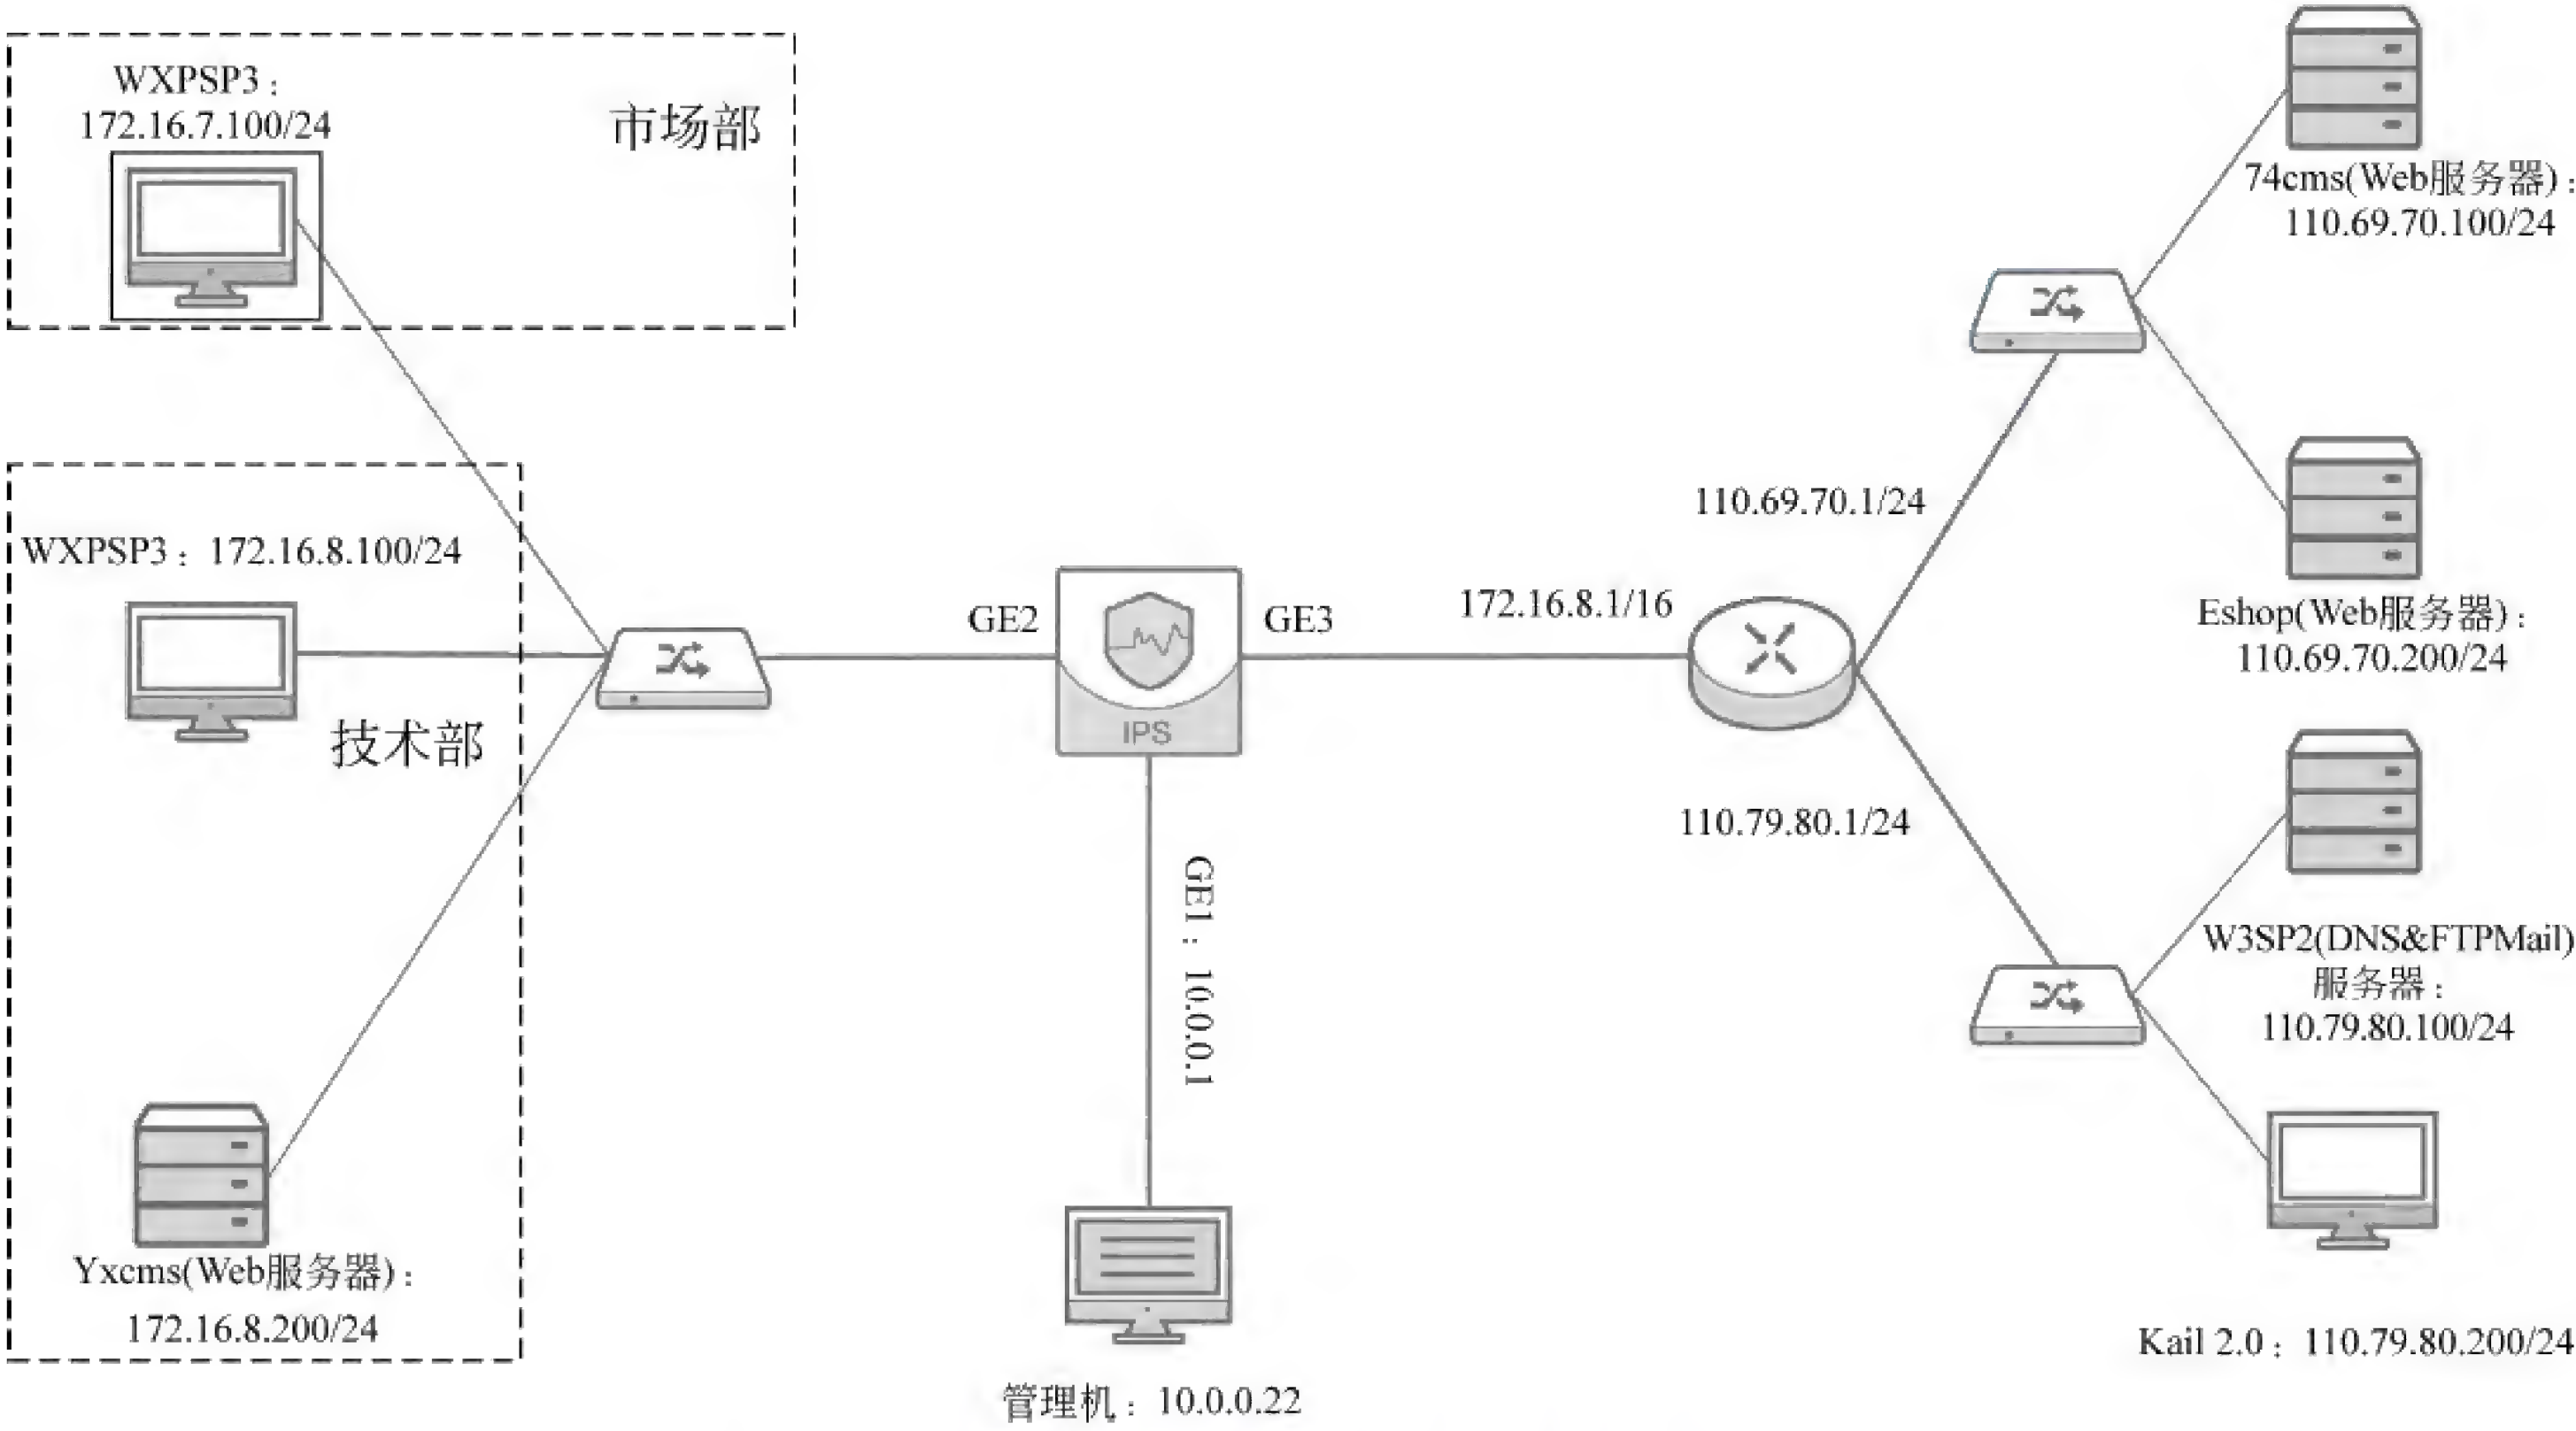 WXPSP3：
172.16.7.100/24
市场部
WXPSP3：172.16.8.100/24
技术部
Yxcms(Web服务器)：
172.16.8.200/24
GE2
IPS
GE3
GE1：10.0.0.1
管理机：10.0.0.22
172.16.8.1/16
110.69.70.1/24
110.79.80.1/24
74cms(Web服务器)：
110.69.70.100/24
Eshop(Web服务器)：
110.69.70.200/24
W3SP2(DNS&FTPMail)
服务器：
110.79.80.100/24
Kail 2.0：110.79.80.200/24